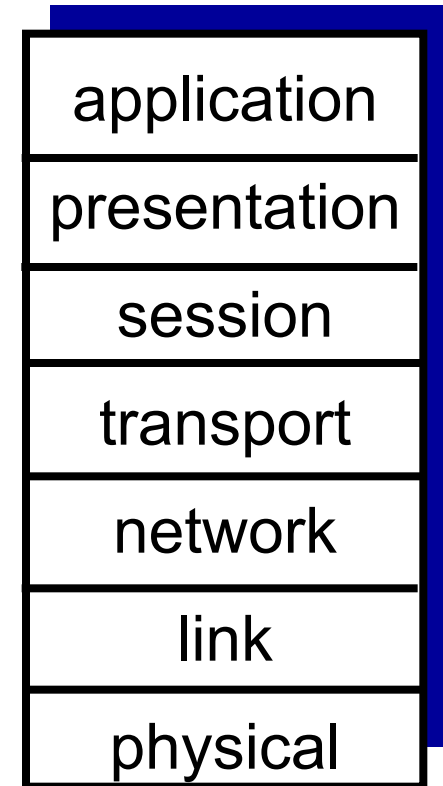 application
presentation
session
transport
network
link
physical